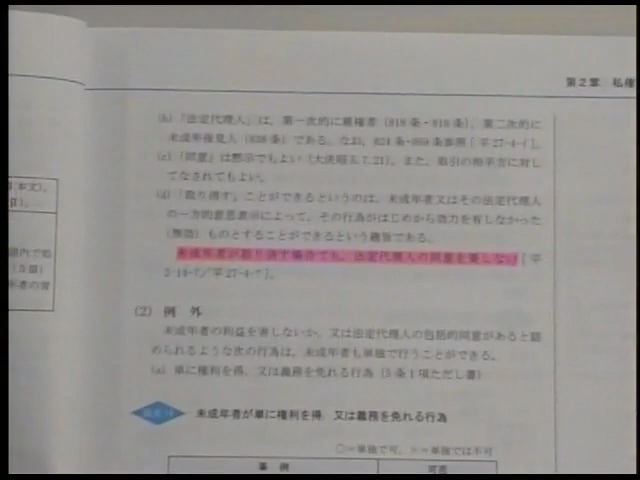 第2章 私権
(b)「法定代理人」は、第一次的に親権者(818条・819条)、第二次的に
未成年後見人(838条)である。なお、824条・859条参照[平27-4-イ]。
(c)「同意」は黙示でもよい(大決昭5.7.21)。また、取引の相手方に対し
てなされてもよい。
(d)「取り消す」ことができるというのは、未成年者又はその法定代理人
の一方的意思表示によって、その行為がはじめから効力を有しなかった
(無効)ものとすることができるという趣旨である。
未成年者が取り消す場合でも、法定代理人の同意を要しない[平
(2) 例 外
未成年者の利益を害しないか、又は法定代理人の包括的同意があると認
められるような次の行為は、未成年者も単独で行うことができる。
(a) 単に権利を得、又は義務を免れる行為(5条1項ただし書)
未成年者が単に権利を得、又は義務を免れる行為
○=単独で可、×=単独では不可
事 例
可否